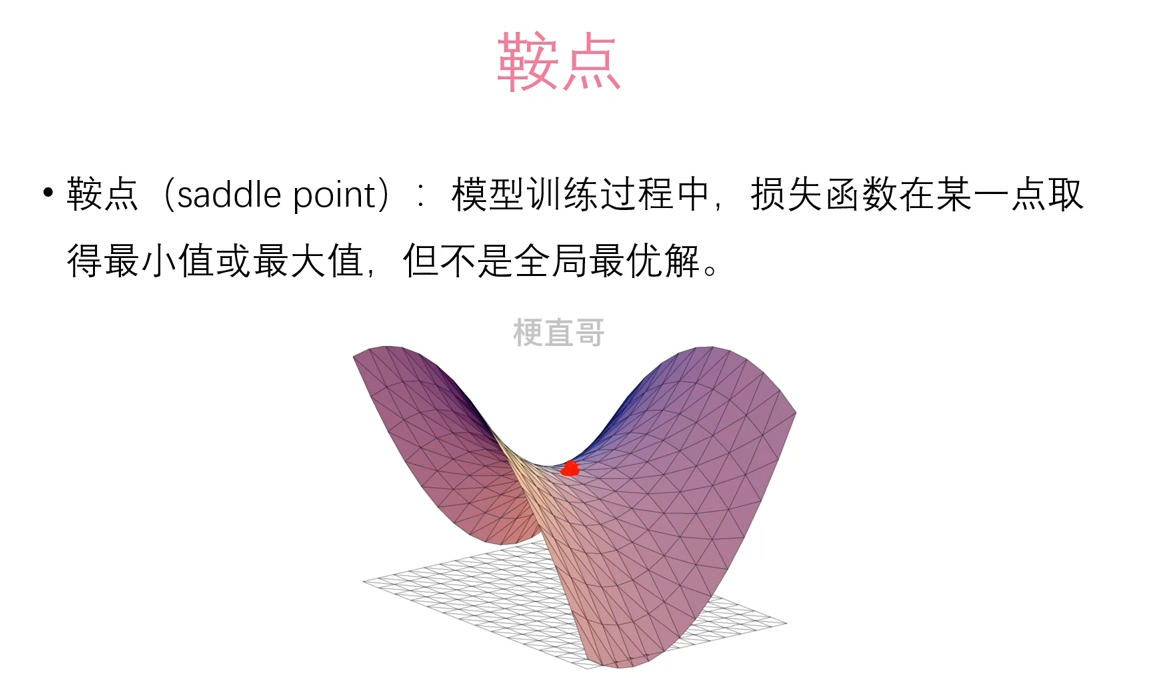 鞍点
• 鞍点（saddle point）：模型训练过程中，损失函数在某一点取
得最小值或最大值，但不是全局最优解。
梗直哥